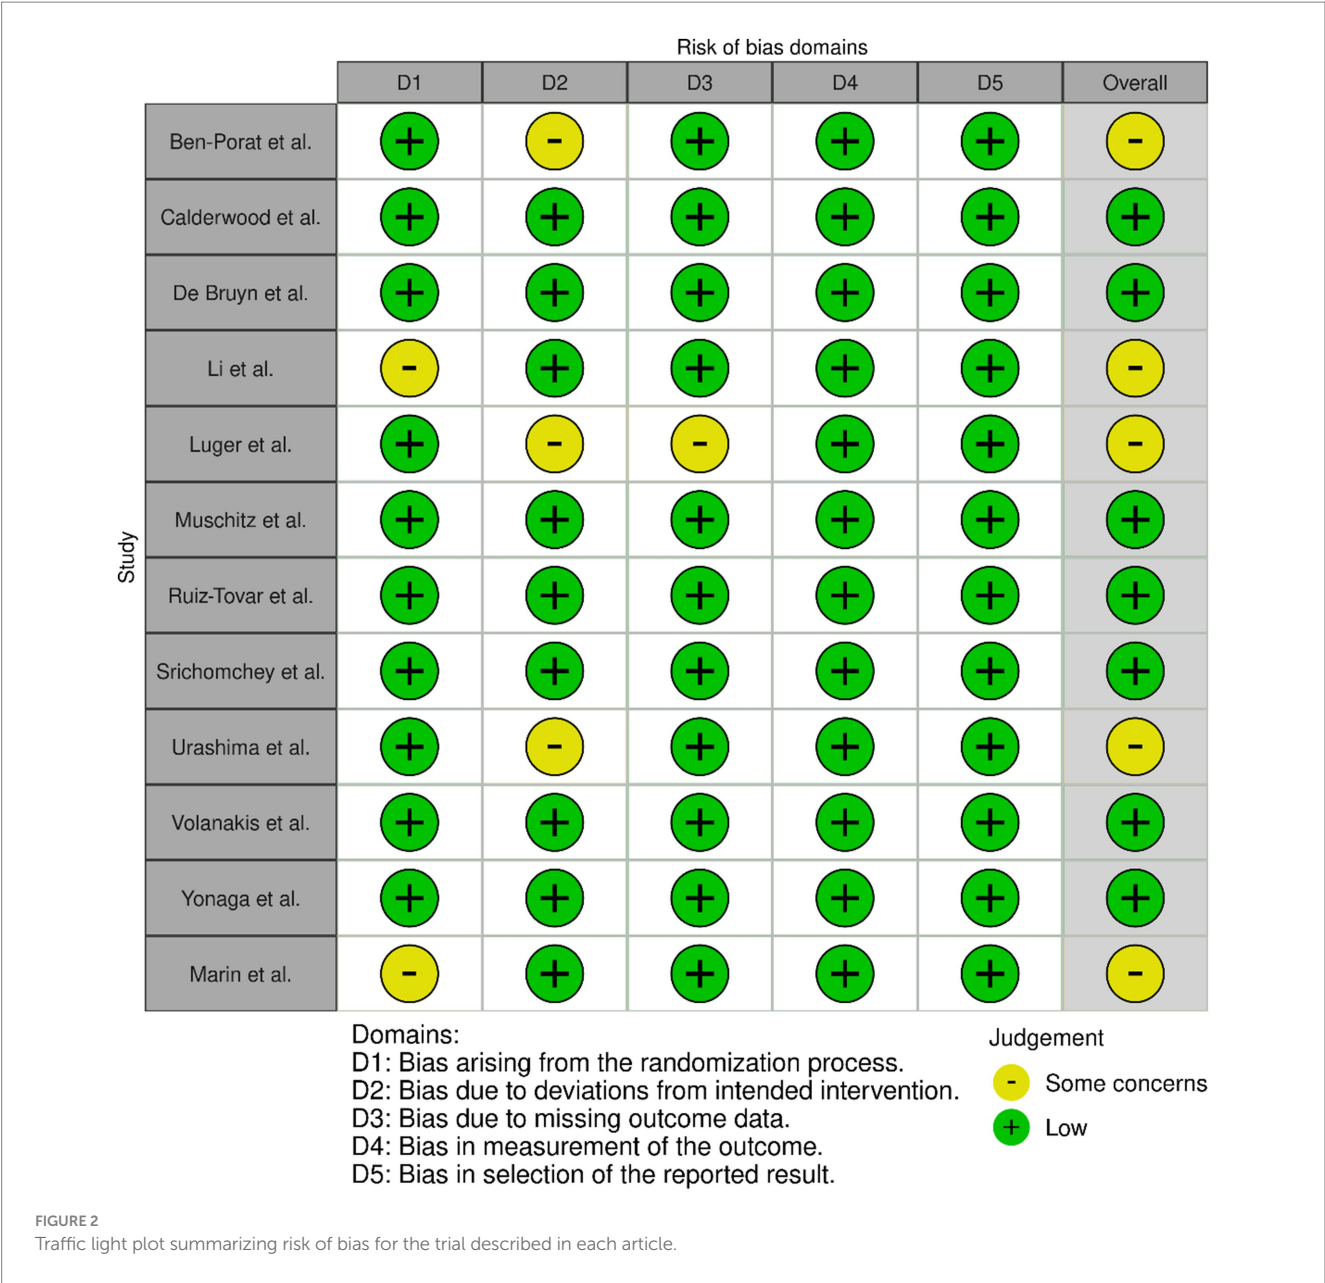 Risk of bias domains
D1 D2 D3 D4 D5 Overall
Study
Ben-Porat et al. + - + + + -
Calderwood et al. + + + + + +
De Bruyn et al. + + + + + +
Li et al. - + + + + -
Luger et al. + - - + + -
Muschitz et al. + + + + + +
Ruiz-Tovar et al. + + + + + +
Srichomchey et al. + + + + + +
Urashima et al. + - + + + -
Volanakis et al. + + + + + +
Yonaga et al. + + + + + +
Marin et al. - + + + + -
Domains:
D1: Bias arising from the randomization process.
D2: Bias due to deviations from intended intervention.
D3: Bias due to missing outcome data.
D4: Bias in measurement of the outcome.
D5: Bias in selection of the reported result.
Judgement
- Some concerns
+ Low
FIGURE 2
Traffic light plot summarizing risk of bias for the trial described in each article.